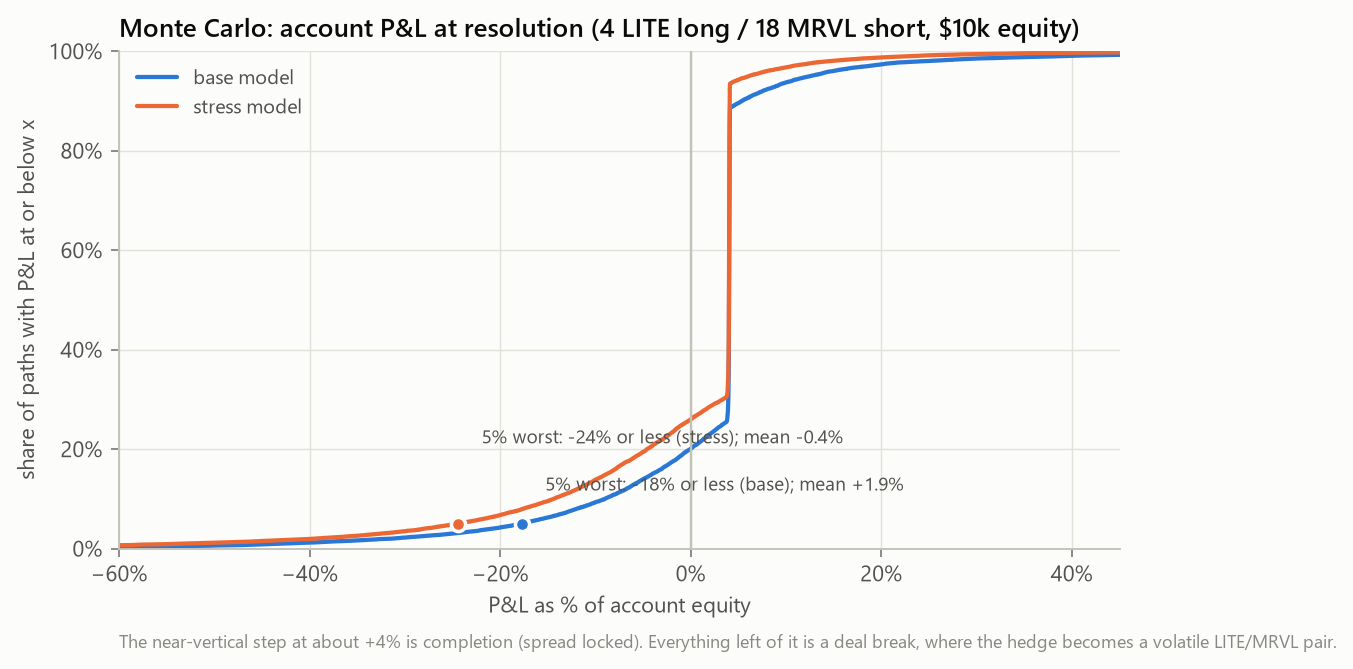 Monte Carlo: account P&L at resolution (4 LITE long / 18 MRVL short, $10k equity)
100%
80%
60%
40%
20%
0%
share of paths with P&L at or below x
base model
stress model
5% worst: -24% or less (stress); mean -0.4%
5% worst: -18% or less (base); mean +1.9%
−60%
−40%
−20%
0%
20%
40%
P&L as % of account equity
The near-vertical step at about +4% is completion (spread locked). Everything left of it is a deal break, where the hedge becomes a volatile LITE/MRVL pair.